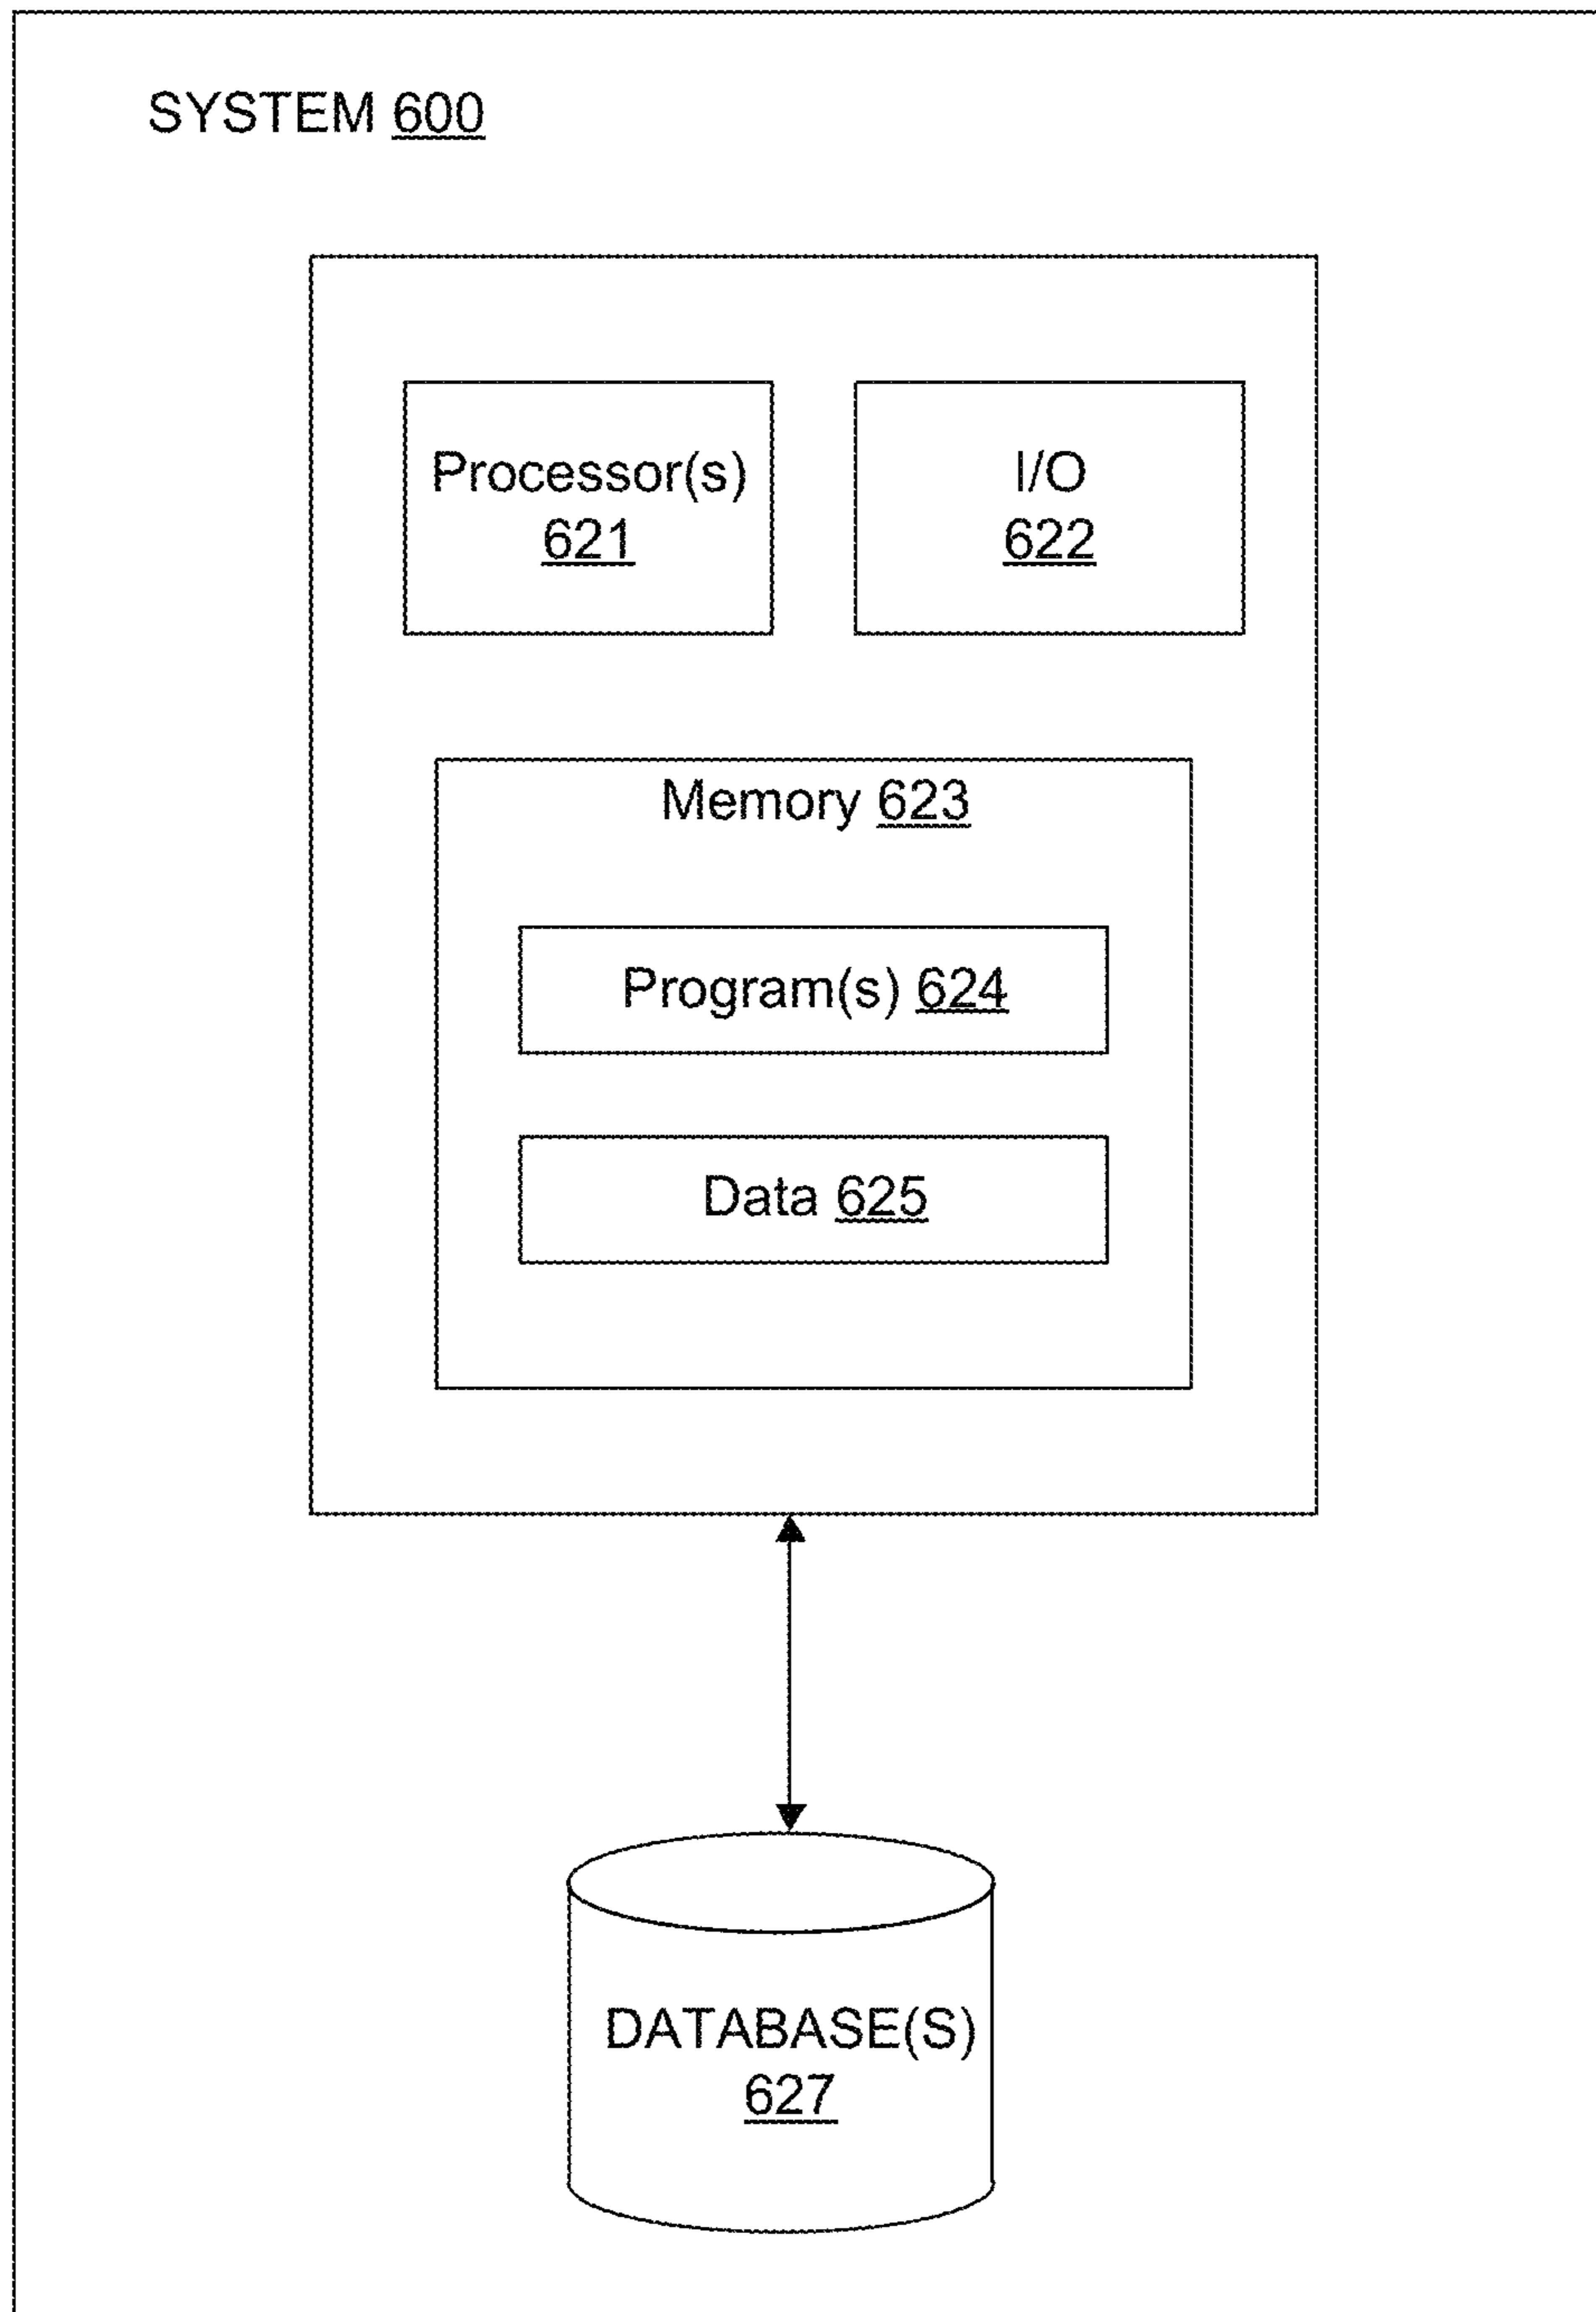 SYSTEM 600
Processor(s)
621
I/O
622
Memory 623
Program(s) 624
Data 625
DATABASE(S)
627